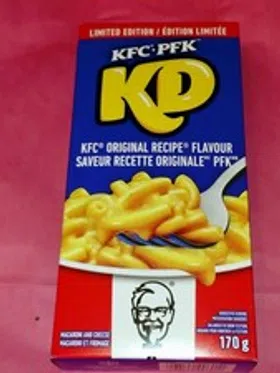 LIMITED EDITION / ÉDITION LIMITÉE
KFC·PFK™
KD
KFC® ORIGINAL RECIPE® FLAVOUR
SAVEUR RECETTE ORIGINALE™ PFK™
MACARONI AND CHEESE
MACARONI ET FROMAGE
170 g